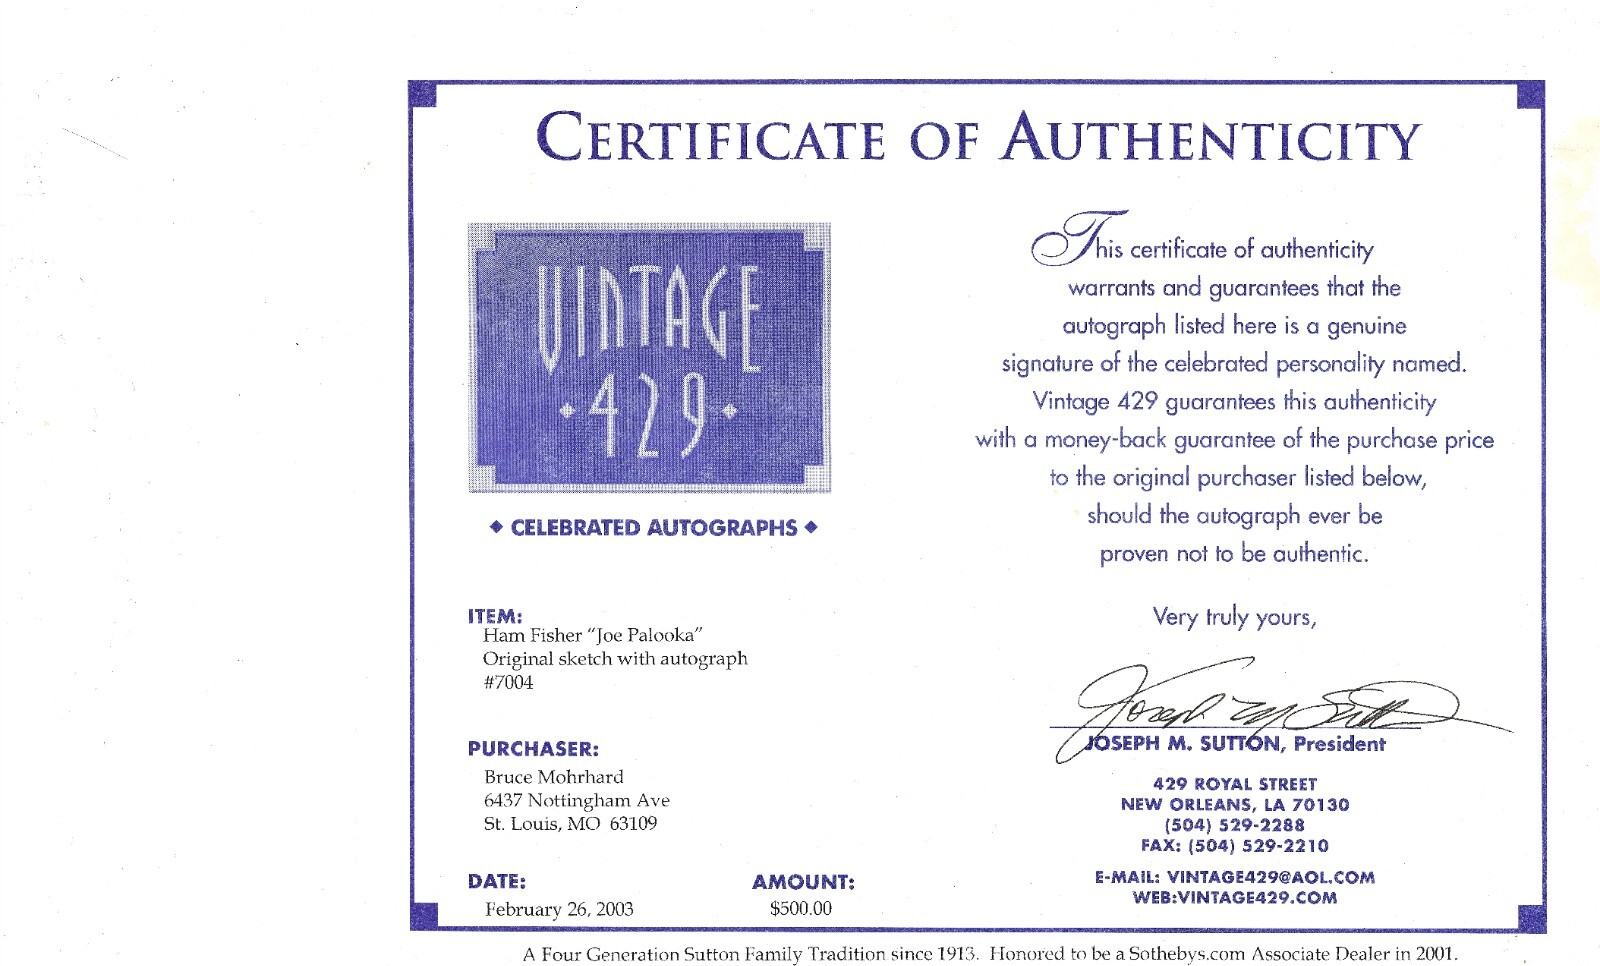 CERTIFICATE OF AUTHENTICITY
VINTAGE
429
CELEBRATED AUTOGRAPHS
This certificate of authenticity
warrants and guarantees that the
autograph listed here is a genuine
signature of the celebrated personality named.
Vintage 429 guarantees this authenticity
with a money-back guarantee of the purchase price
to the original purchaser listed below,
should the autograph ever be
proven not to be authentic.
Very truly yours,
Joseph M Sutton
JOSEPH M. SUTTON, President
429 ROYAL STREET
NEW ORLEANS, LA 70130
(504) 529-2288
FAX: (504) 529-2210
E-MAIL: VINTAGE429@AOL.COM
WEB:VINTAGE429.COM
ITEM:
Ham Fisher "Joe Palooka"
Original sketch with autograph
#7004
PURCHASER:
Bruce Mohrhard
6437 Nottingham Ave
St. Louis, MO 63109
DATE:
February 26, 2003
AMOUNT:
$500.00
A Four Generation Sutton Family Tradition since 1913. Honored to be a Sothebys.com Associate Dealer in 2001.